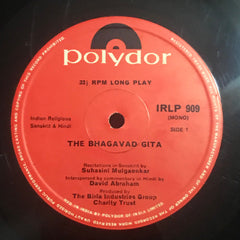 polydor
33⅓ RPM LONG PLAY
IRLP 909
(MONO)
Indian Religious
Sanskrit & Hindi
SIDE 1
THE BHAGAVAD GITA
Recitations in Sanskrit by
Suhasini Mulgaonkar
Interspersed by commentary in Hindi by
David Abraham
Produced by
The Birla Industries Group
Charity Trust